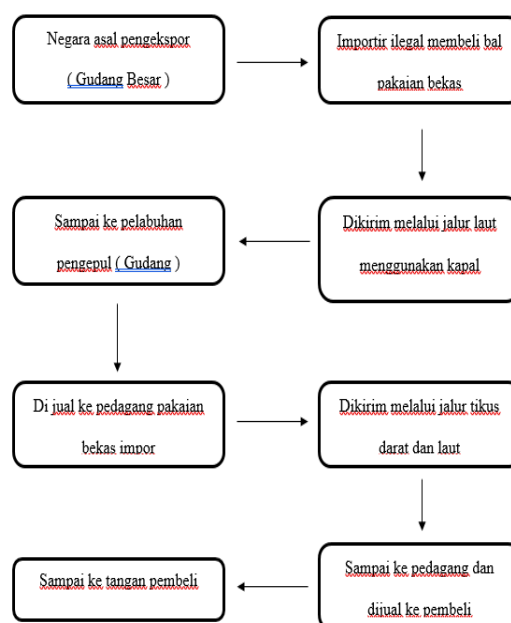 Negara asal pengekspor
( Gudang Besar )
Importir ilegal membeli bal
pakaian bekas
Dikirim melalui jalur laut
menggunakan kapal
Sampai ke pelabuhan
pengepul ( Gudang )
Di jual ke pedagang pakaian
bekas impor
Dikirim melalui jalur tikus
darat dan laut
Sampai ke pedagang dan
dijual ke pembeli
Sampai ke tangan pembeli